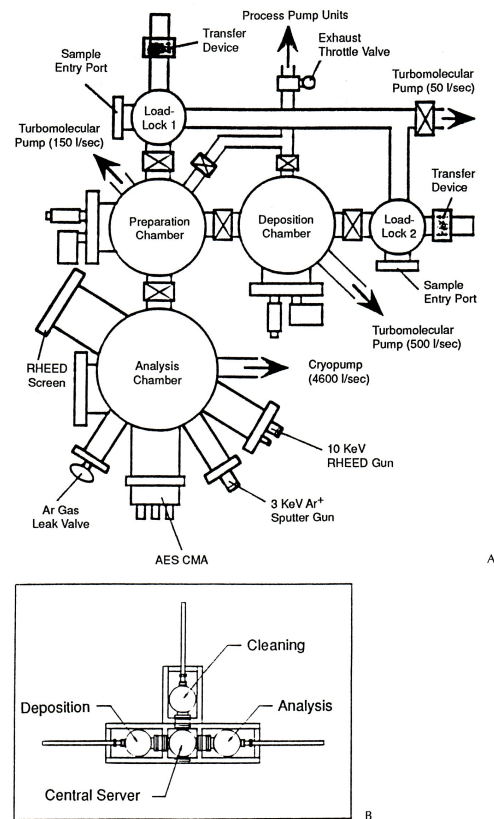 Process Pump Units
Transfer
Device
Exhaust
Throttle Valve
Sample
Entry Port
Turbomolecular
Pump (50 l/sec)
Load-
Lock 1
Turbomolecular
Pump (150 l/sec)
Transfer
Device
Preparation
Chamber
Deposition
Chamber
Load-
Lock 2
Sample
Entry Port
Turbomolecular
Pump (500 l/sec)
RHEED
Screen
Analysis
Chamber
Cryopump
(4600 l/sec)
10 KeV
RHEED Gun
Ar Gas
Leak Valve
3 KeV Ar+
Sputter Gun
AES CMA
A
Cleaning
Deposition
Analysis
Central Server
B